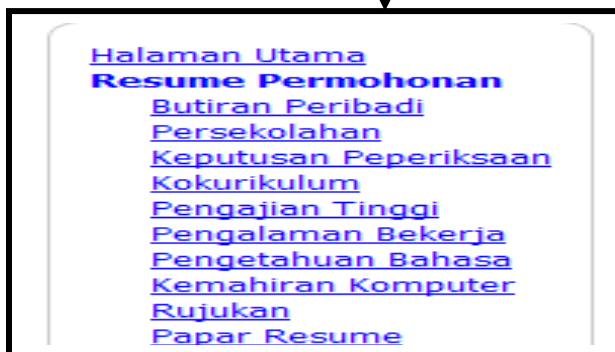 Halaman Utama
Resume Permohonan
Butiran Peribadi
Persekolahan
Keputusan Peperiksaan
Kokurikulum
Pengajian Tinggi
Pengalaman Bekerja
Pengetahuan Bahasa
Kemahiran Komputer
Rujukan
Papar Resume